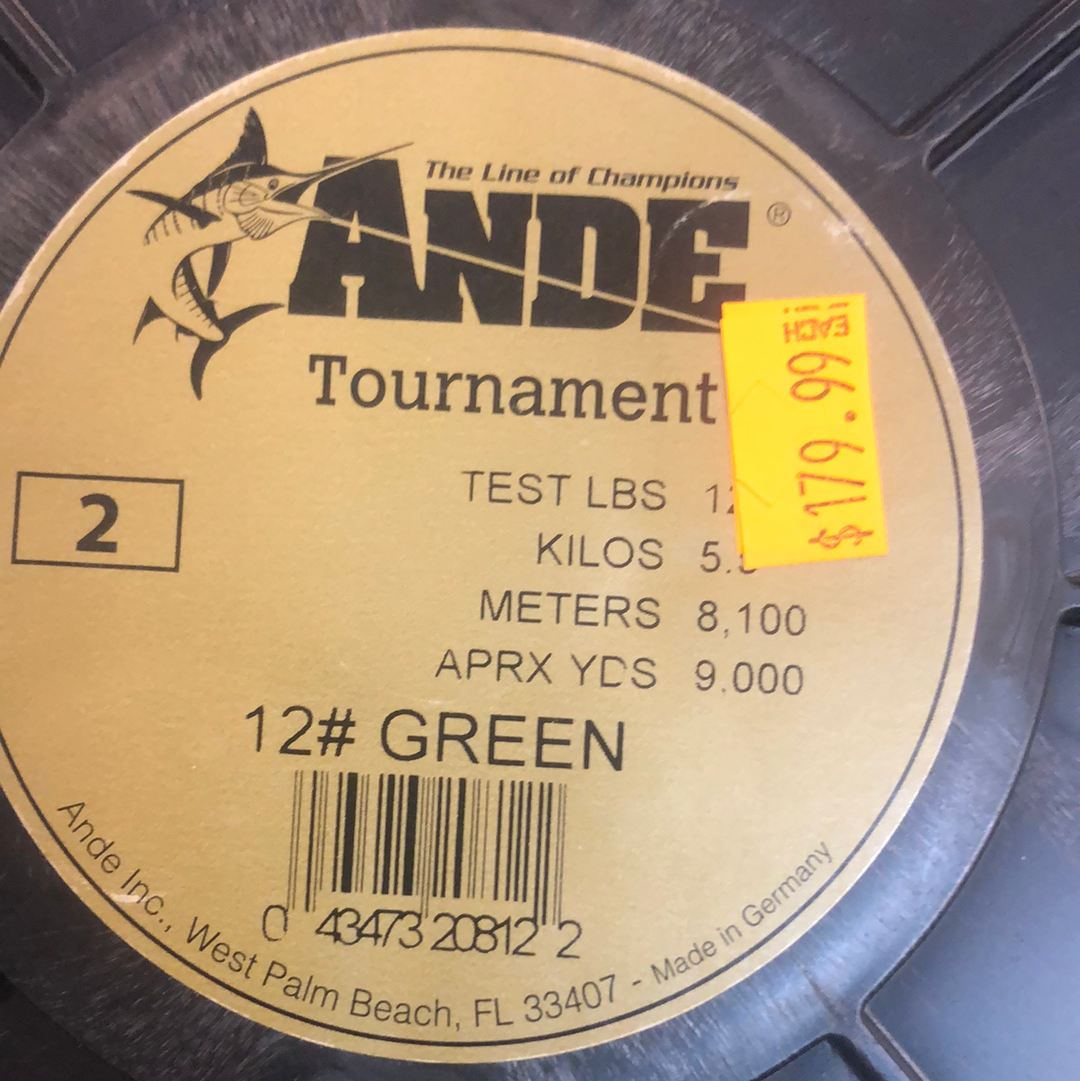 The Line of Champions
ANDE ®
Tournament
2
TEST LBS
KILOS
METERS 8,100
APRX YDS 9.000
12# GREEN
0 43473 20812 2
Ande Inc., West Palm Beach, FL 33407 - Made in Germany
$179.99